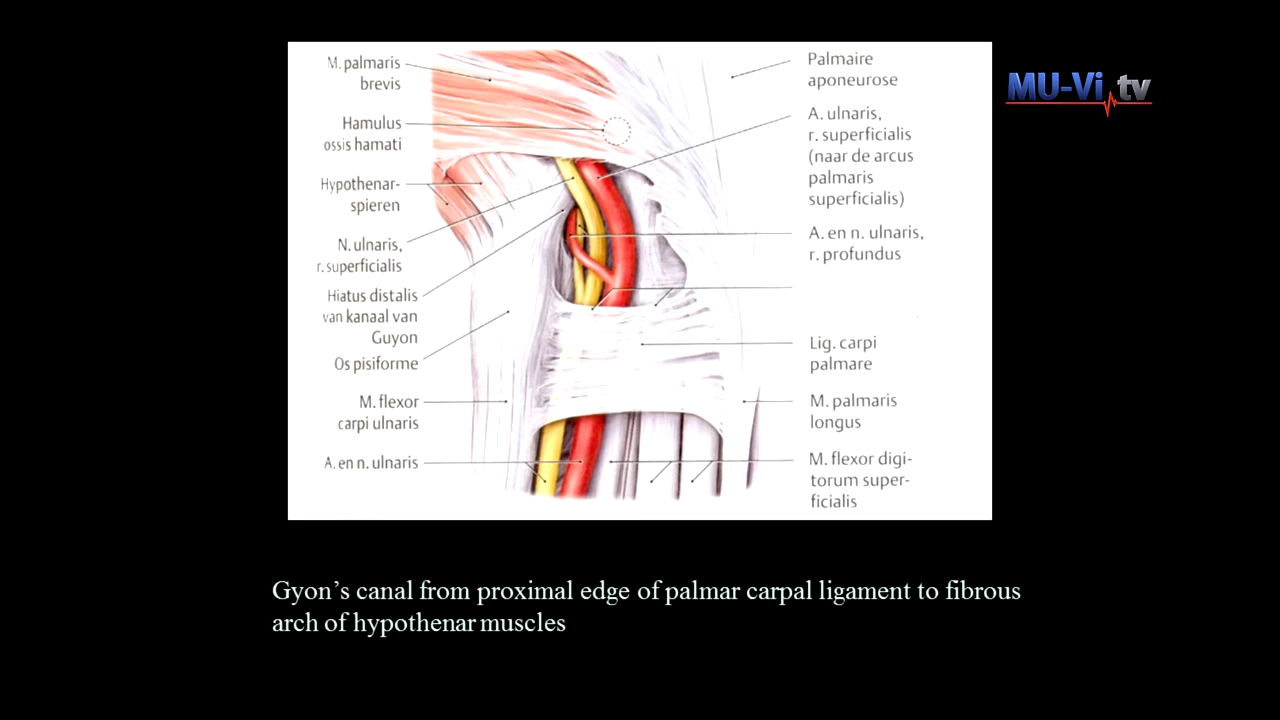 MU-Vi tv
M. palmaris
brevis
Hamulus
ossis hamati
Hypothenar-
spieren
N. ulnaris,
r. superficialis
Hiatus distalis
van kanaal van
Guyon
Os pisiforme
M. flexor
carpi ulnaris
A. en n. ulnaris
Palmaire
aponeurose
A. ulnaris,
r. superficialis
(naar de arcus
palmaris
superficialis)
A. en n. ulnaris,
r. profundus
Lig. carpi
palmare
M. palmaris
longus
M. flexor digi-
torum super-
ficialis
Gyon’s canal from proximal edge of palmar carpal ligament to fibrous
arch of hypothenar muscles